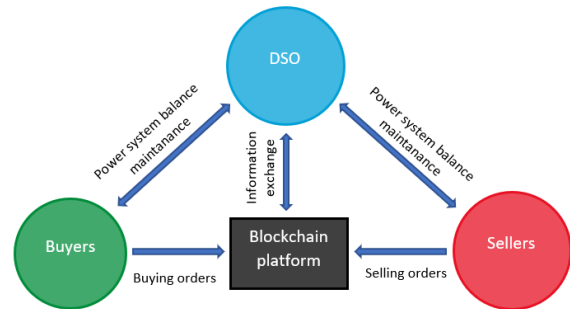 DSO
Power system balance
maintanance
Power system balance
maintanance
Information
exchange
Buyers
Buying orders
Blockchain
platform
Selling orders
Sellers